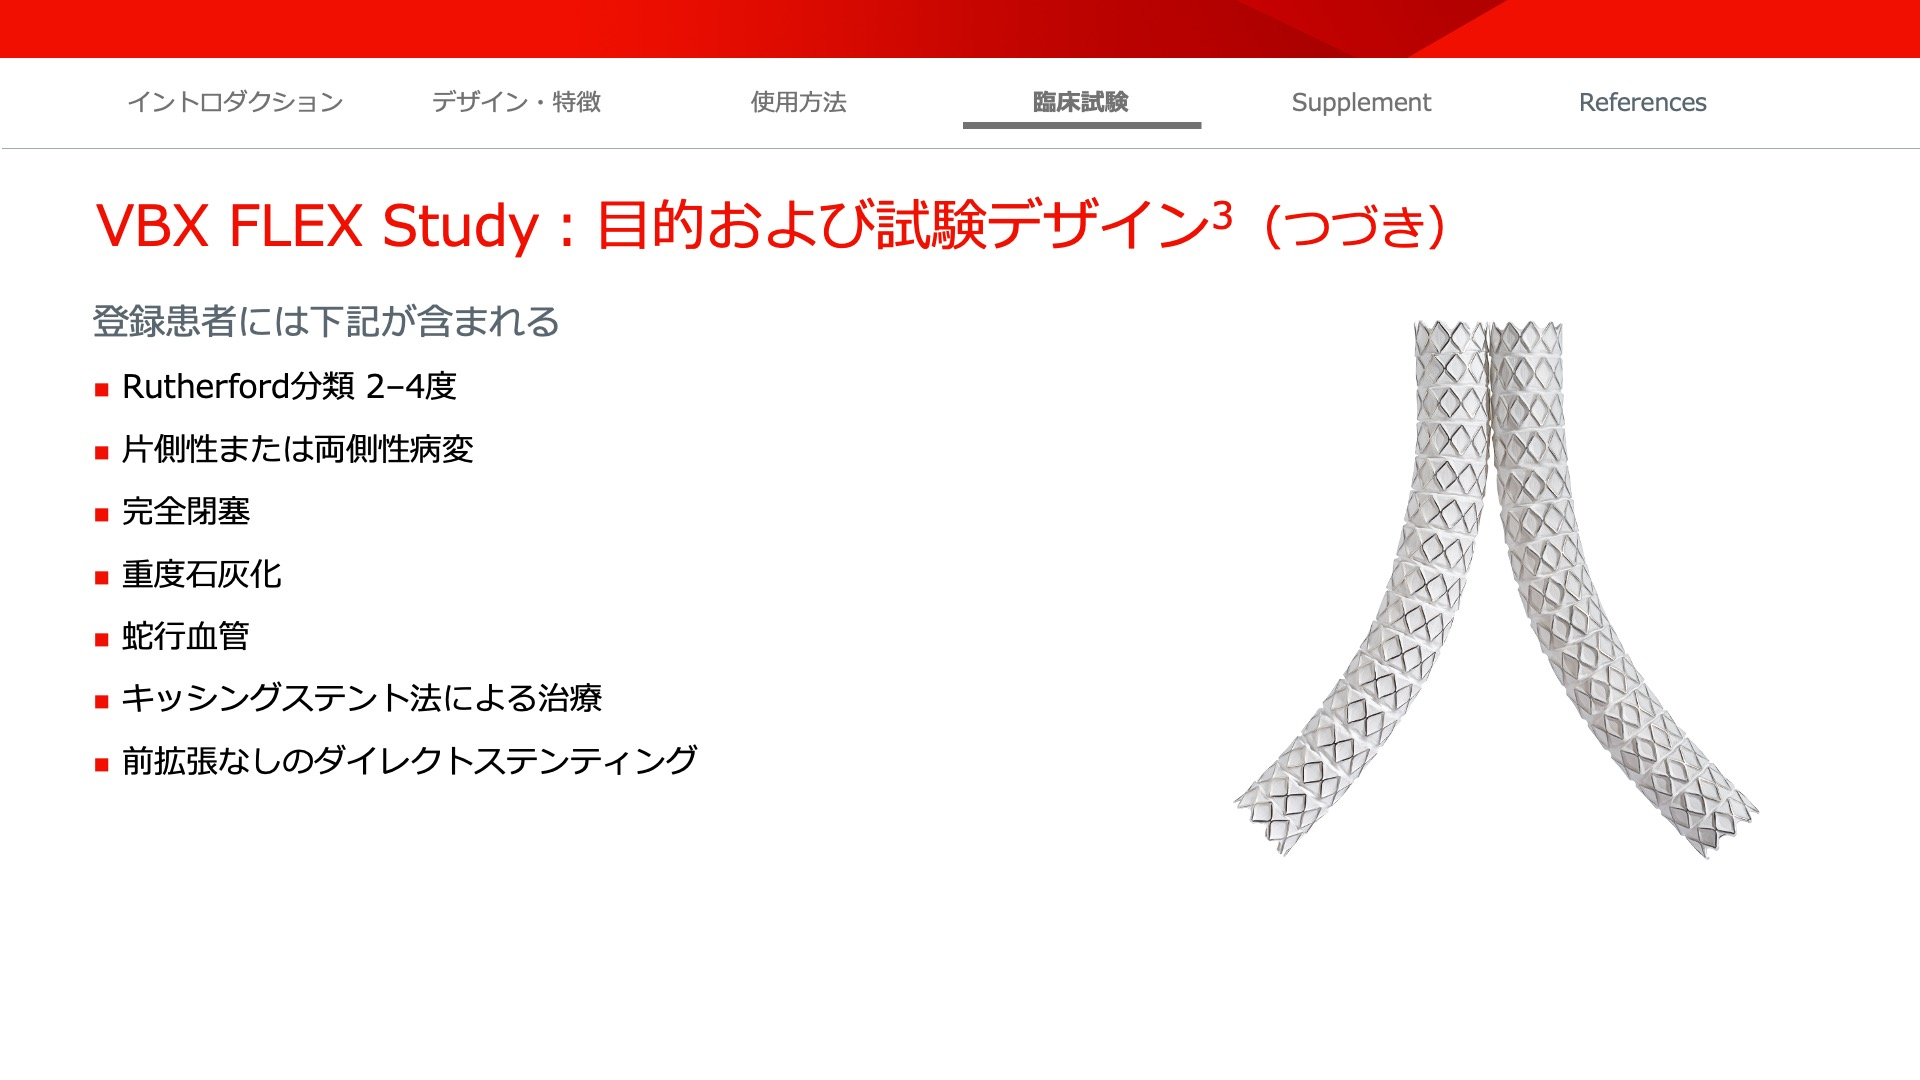 イントロダクション
デザイン・特徴
使用方法
臨床試験
Supplement
References
VBX FLEX Study：目的および試験デザイン³（つづき）
登録患者には下記が含まれる
■ Rutherford分類 2–4度
■ 片側性または両側性病変
■ 完全閉塞
■ 重度石灰化
■ 蛇行血管
■ キッシングステント法による治療
■ 前拡張なしのダイレクトステンティング